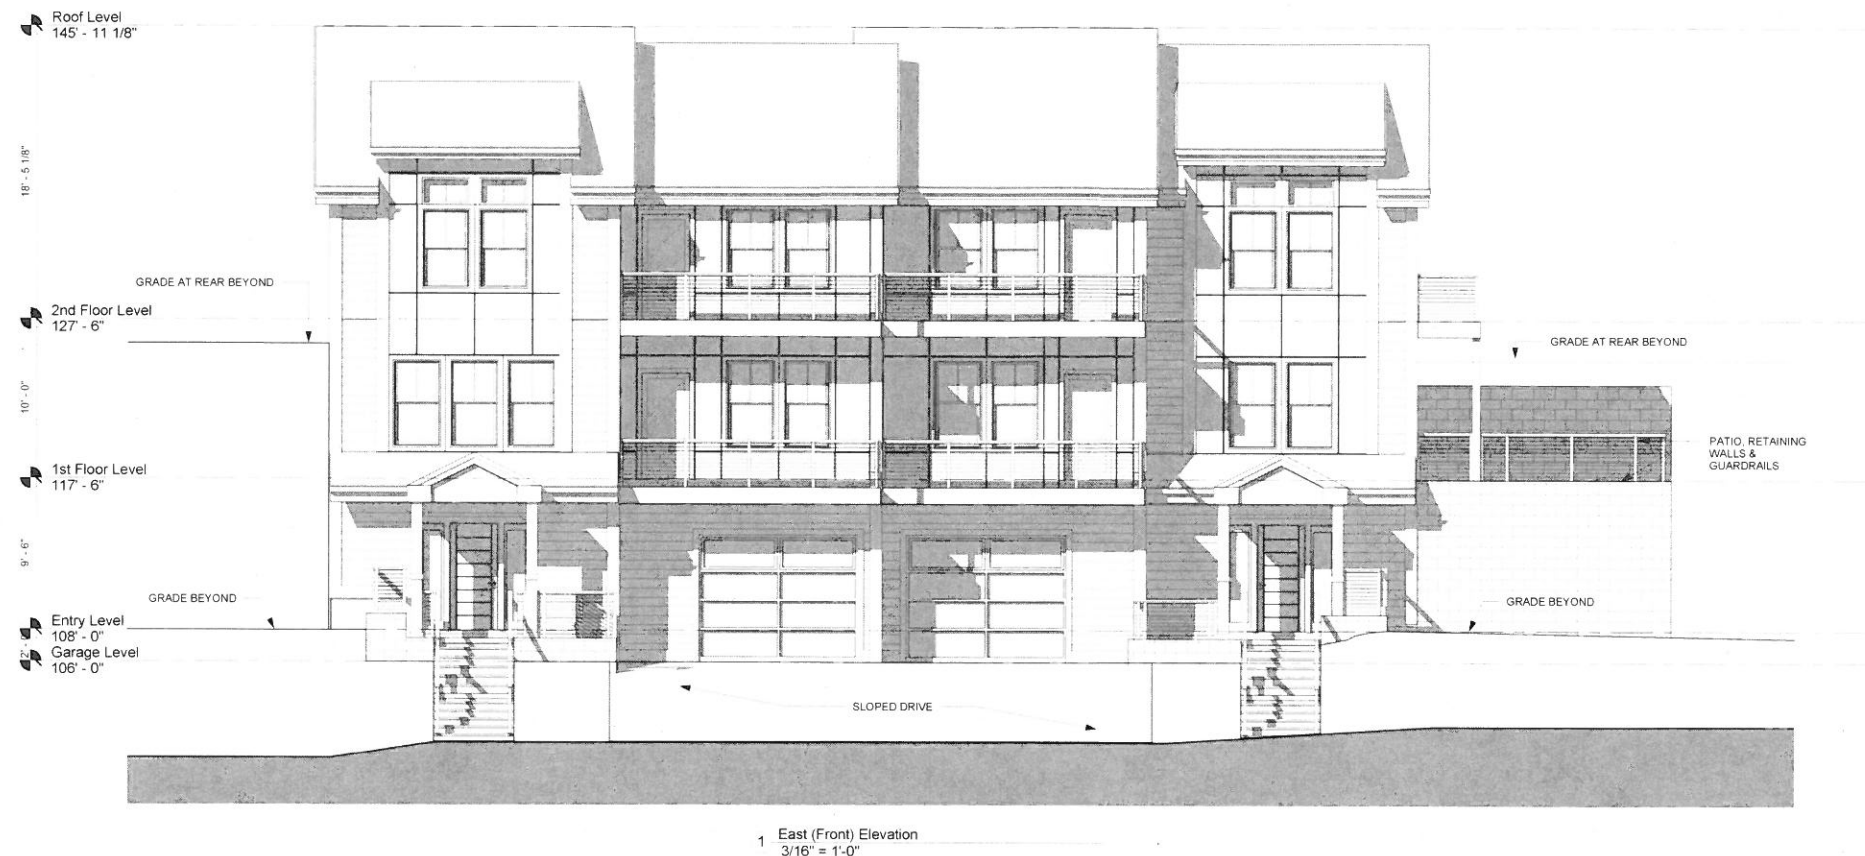 Roof Level
145' - 11 1/8"
18' - 5 1/8"
GRADE AT REAR BEYOND
2nd Floor Level
127' - 6"
GRADE AT REAR BEYOND
10' - 0"
PATIO, RETAINING
WALLS &
GUARDRAILS
1st Floor Level
117' - 6"
9' - 6"
GRADE BEYOND
GRADE BEYOND
Entry Level
108' - 0"
Garage Level
106' - 0"
SLOPED DRIVE
1 East (Front) Elevation
3/16" = 1'-0"